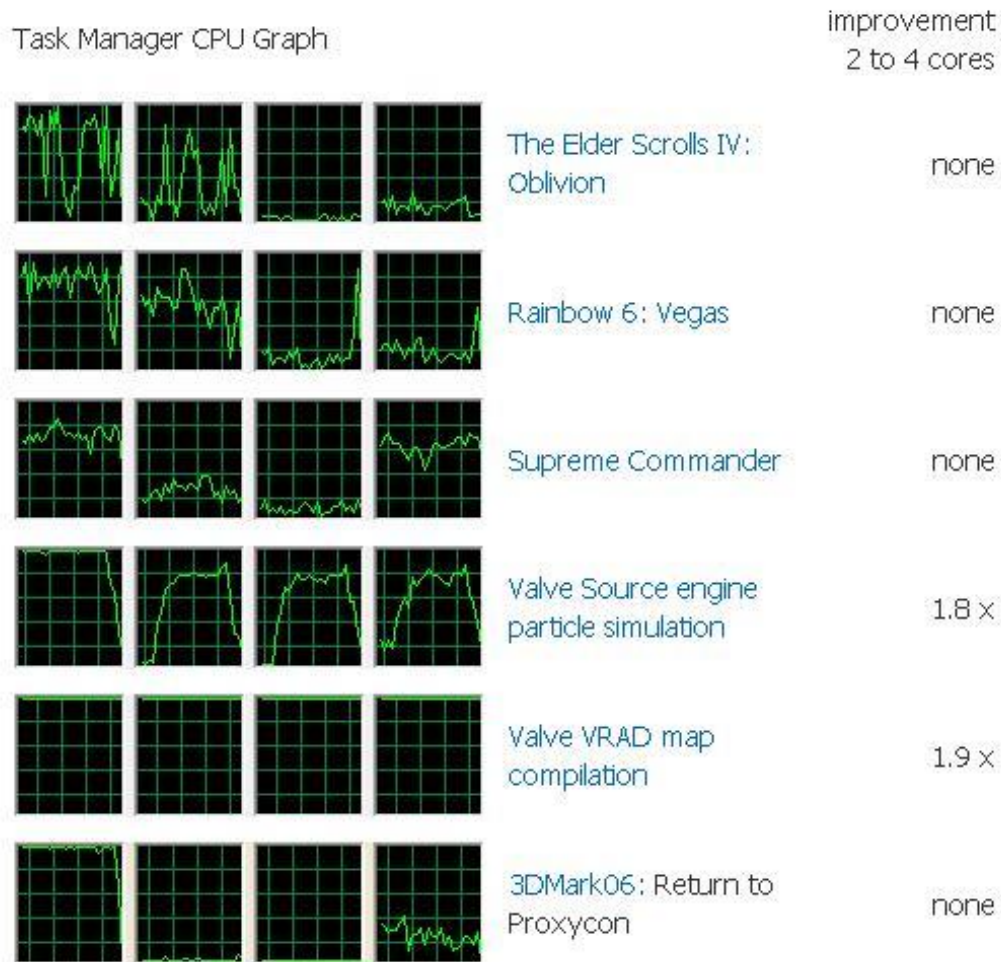 Task Manager CPU Graph
improvement
2 to 4 cores
The Elder Scrolls IV:
Oblivion
none
Rainbow 6: Vegas
none
Supreme Commander
none
Valve Source engine
particle simulation
1.8 x
Valve VRAD map
compilation
1.9 x
3DMark06: Return to
Proxycon
none